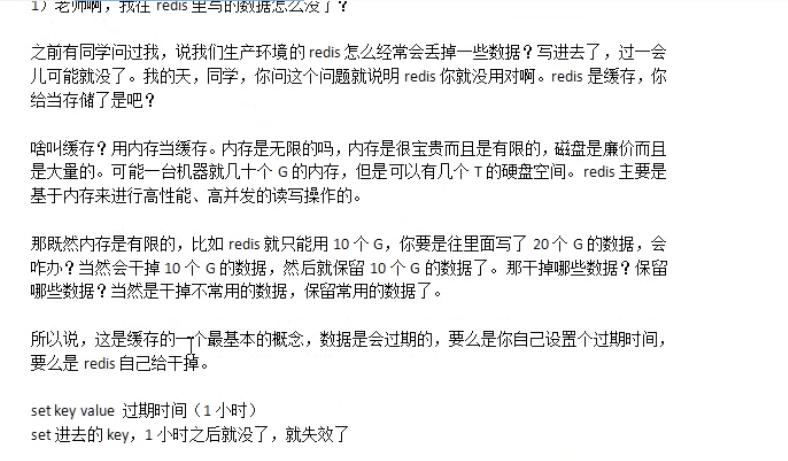 1）老师啊，我在 redis 里写的数据怎么没了？
之前有同学问过我，说我们生产环境的 redis 怎么经常会丢掉一些数据？写进去了，过一会
儿可能就没了。我的天，同学，你问这个问题就说明 redis 你就没用对啊。redis 是缓存，你
给当存储了是吧？
啥叫缓存？用内存当缓存。内存是无限的吗，内存是很宝贵而且是有限的，磁盘是廉价而且
是大量的。可能一台机器就几十个 G 的内存，但是可以有几个 T 的硬盘空间。redis 主要是
基于内存来进行高性能、高并发的读写操作的。
那既然内存是有限的，比如 redis 就只能用 10 个 G，你要是往里面写了 20 个 G 的数据，会
咋办？当然会干掉 10 个 G 的数据，然后就保留 10 个 G 的数据了。那干掉哪些数据？保留
哪些数据？当然是干掉不常用的数据，保留常用的数据了。
所以说，这是缓存的一个最基本的概念，数据是会过期的，要么是你自己设置个过期时间，
要么是 redis 自己给干掉。
set key value 过期时间（1 小时）
set 进去的 key，1 小时之后就没了，就失效了